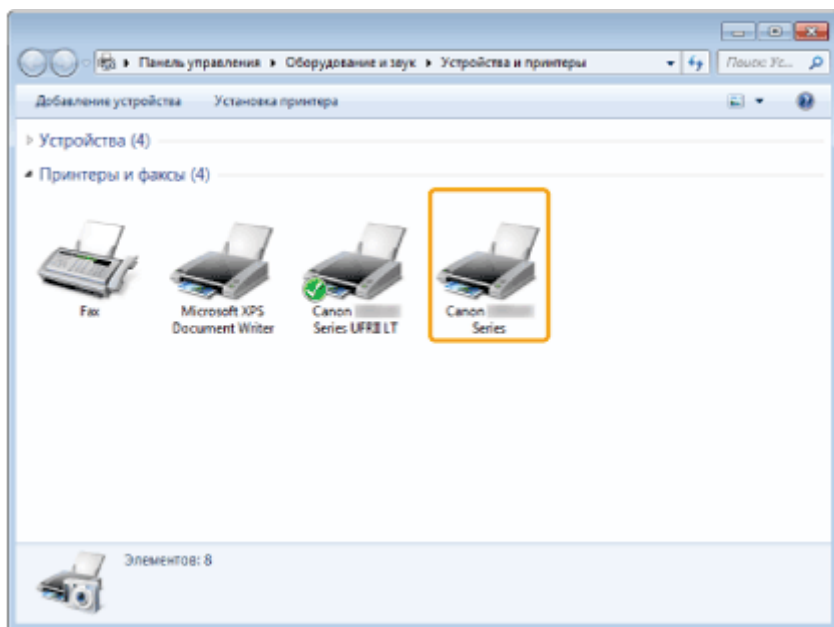 Панель управления ▸ Оборудование и звук ▸ Устройства и принтеры
Поиск: Ус...
Добавление устройства Установка принтера
Устройства (4)
Принтеры и факсы (4)
Fax
Microsoft XPS
Document Writer
Canon
Series UFRII LT
Canon
Series
Элементов: 8